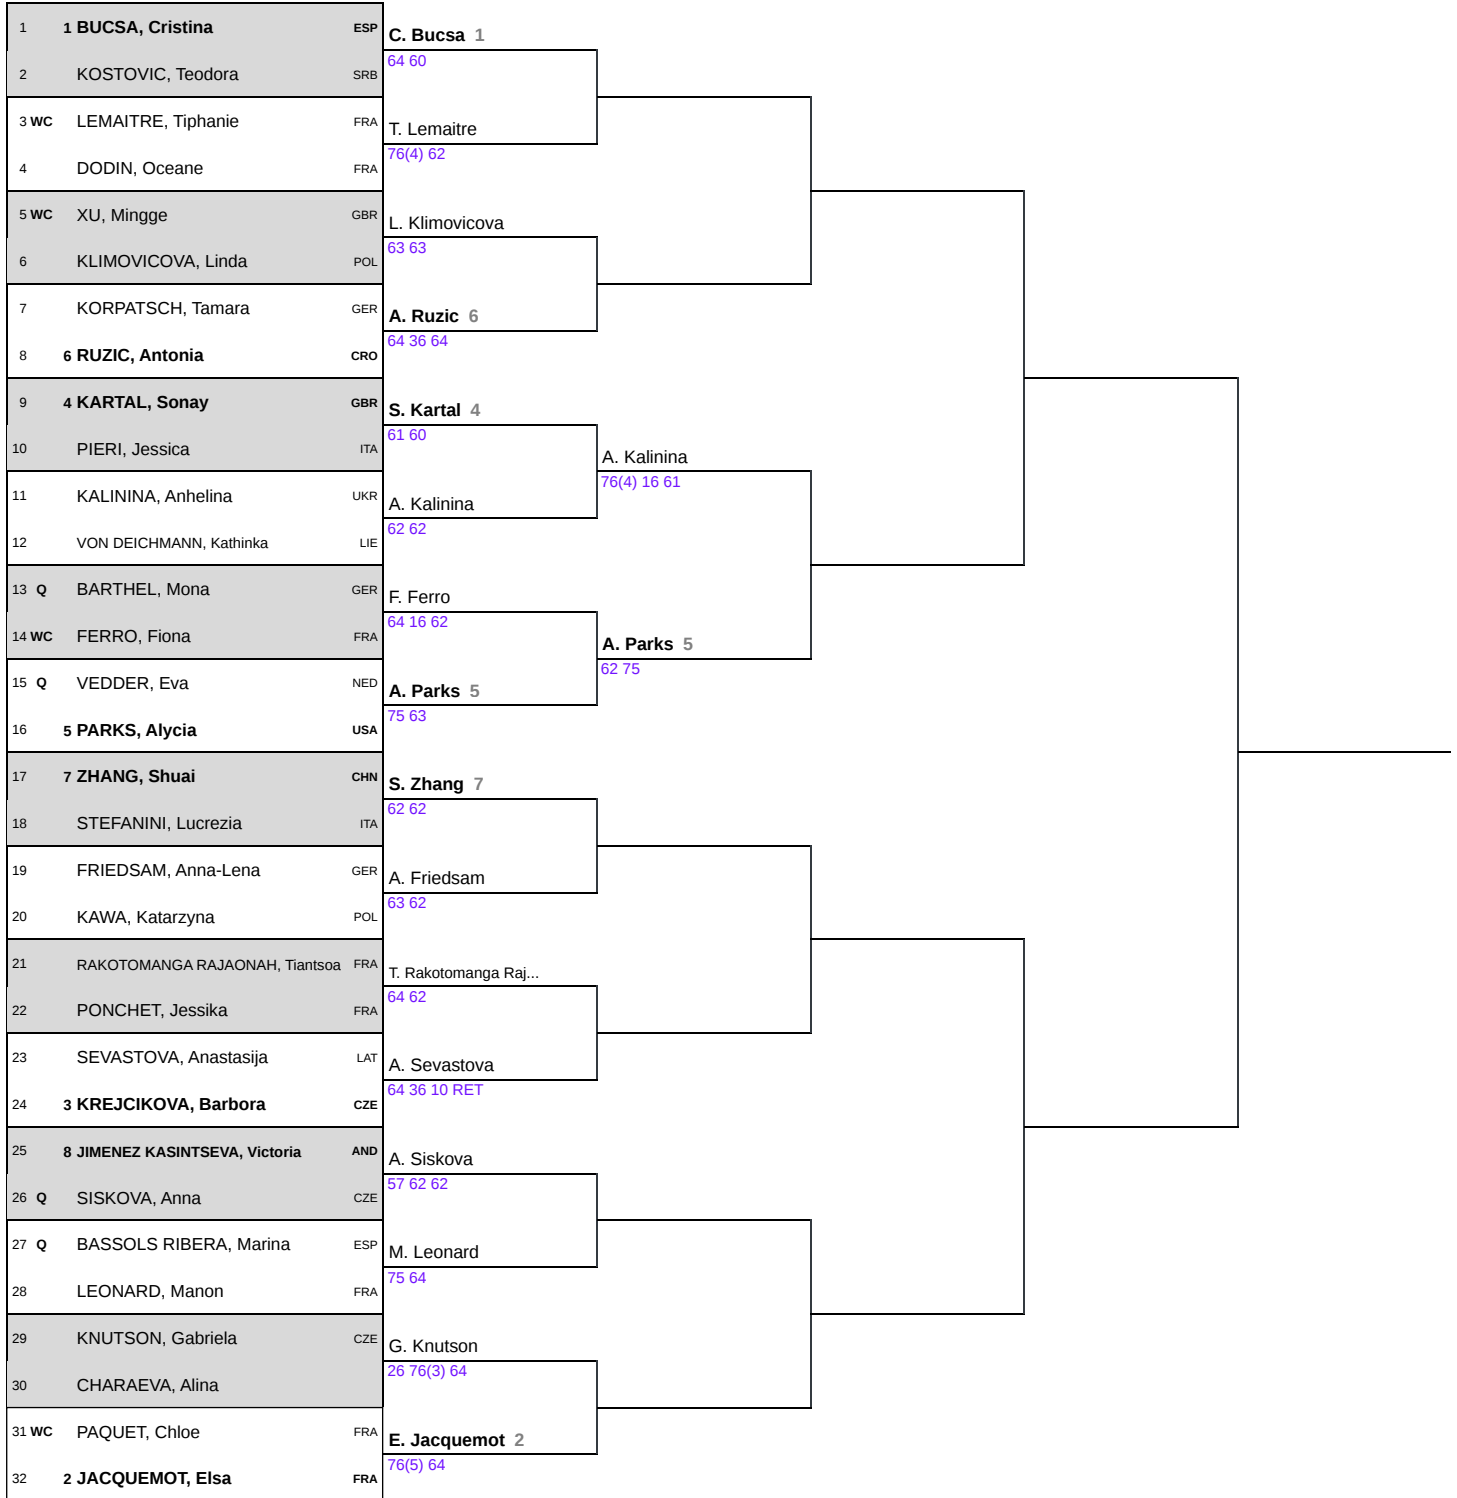 1 1 BUCSA, Cristina ESP
C. Bucsa 1
64 60
2 KOSTOVIC, Teodora SRB
3 WC LEMAITRE, Tiphanie FRA
T. Lemaitre
76(4) 62
4 DODIN, Oceane FRA
5 WC XU, Mingge GBR
L. Klimovicova
63 63
6 KLIMOVICOVA, Linda POL
7 KORPATSCH, Tamara GER
A. Ruzic 6
64 36 64
8 6 RUZIC, Antonia CRO
9 4 KARTAL, Sonay GBR
S. Kartal 4
61 60
10 PIERI, Jessica ITA
A. Kalinina
76(4) 16 61
11 KALININA, Anhelina UKR
A. Kalinina
62 62
12 VON DEICHMANN, Kathinka LIE
13 Q BARTHEL, Mona GER
F. Ferro
64 16 62
14 WC FERRO, Fiona FRA
A. Parks 5
62 75
15 Q VEDDER, Eva NED
A. Parks 5
75 63
16 5 PARKS, Alycia USA
17 7 ZHANG, Shuai CHN
S. Zhang 7
62 62
18 STEFANINI, Lucrezia ITA
19 FRIEDSAM, Anna-Lena GER
A. Friedsam
63 62
20 KAWA, Katarzyna POL
21 RAKOTOMANGA RAJAONAH, Tiantsoa FRA
T. Rakotomanga Raj...
64 62
22 PONCHET, Jessika FRA
23 SEVASTOVA, Anastasija LAT
A. Sevastova
64 36 10 RET
24 3 KREJCIKOVA, Barbora CZE
25 8 JIMENEZ KASINTSEVA, Victoria AND
A. Siskova
57 62 62
26 Q SISKOVA, Anna CZE
27 Q BASSOLS RIBERA, Marina ESP
M. Leonard
75 64
28 LEONARD, Manon FRA
29 KNUTSON, Gabriela CZE
G. Knutson
26 76(3) 64
30 CHARAEVA, Alina
31 WC PAQUET, Chloe FRA
E. Jacquemot 2
76(5) 64
32 2 JACQUEMOT, Elsa FRA